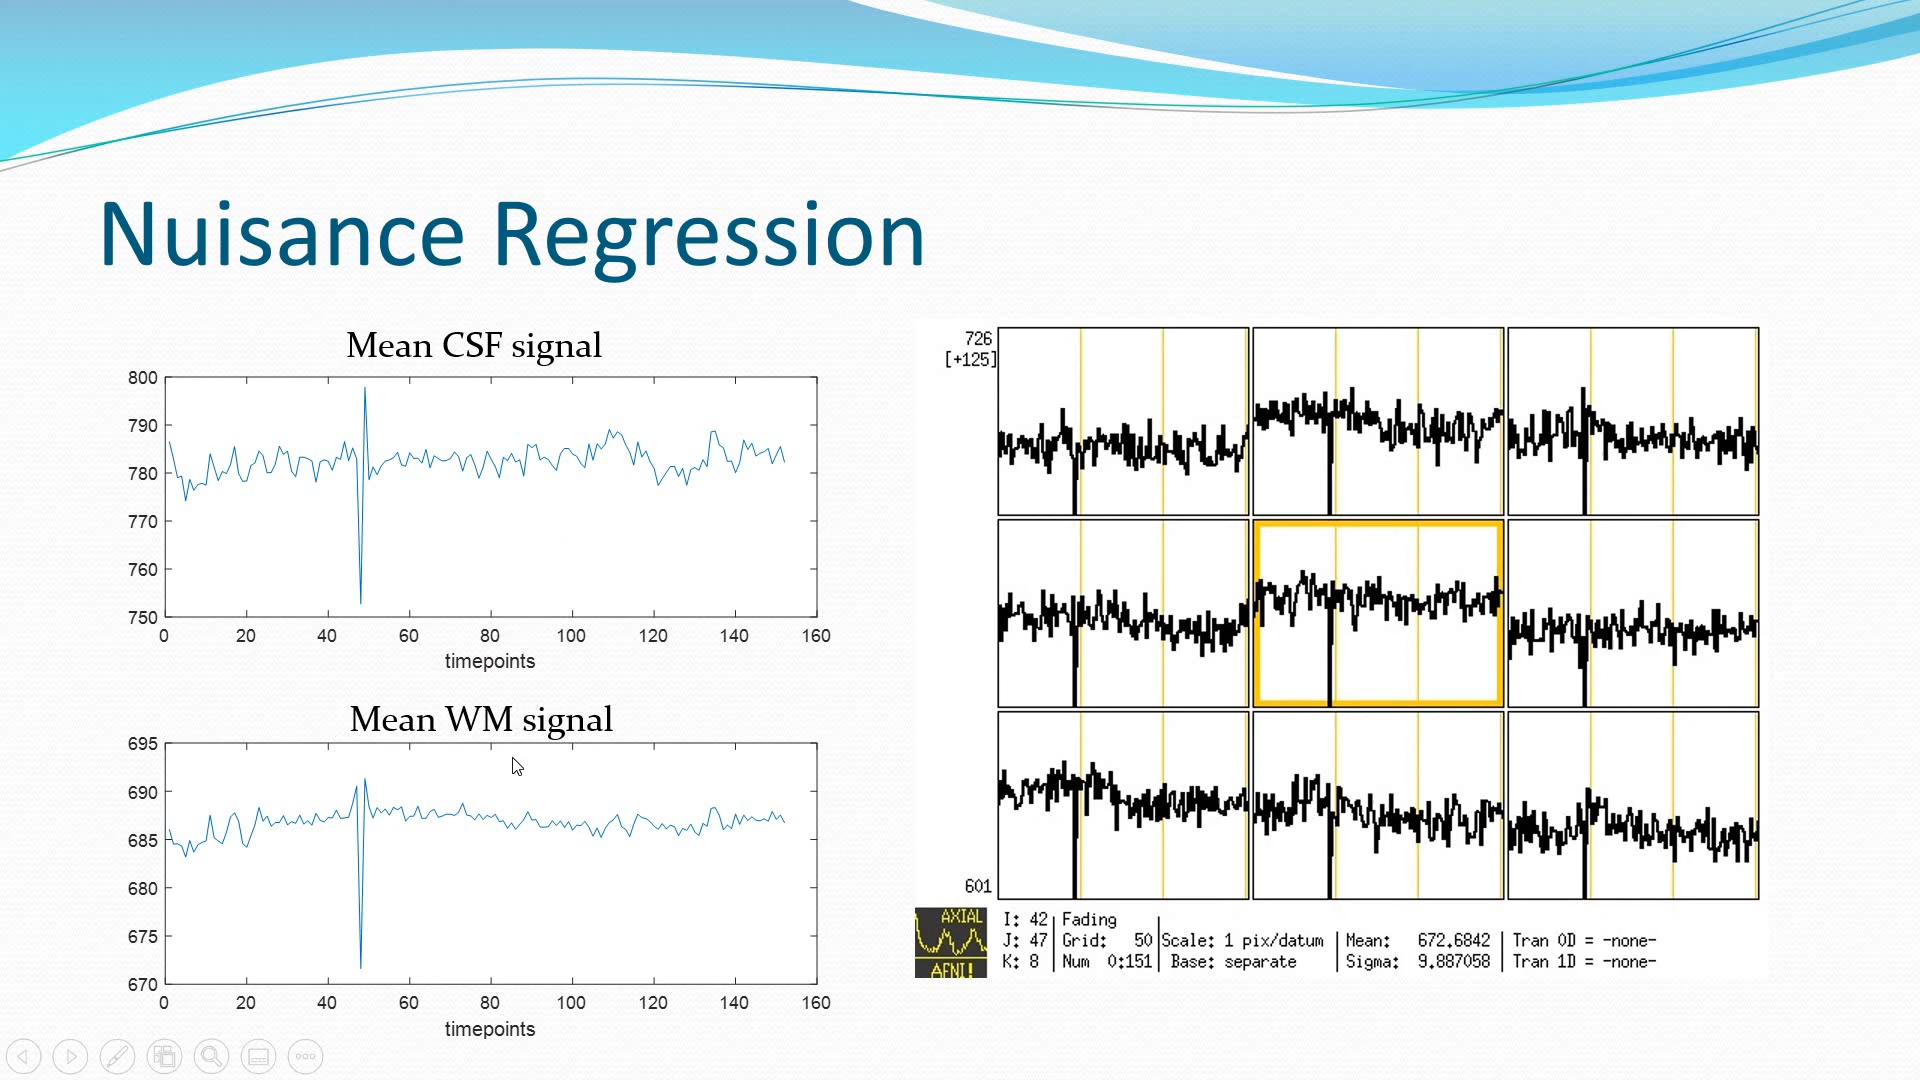 Nuisance Regression
Mean CSF signal
800
790
780
770
760
750
0 20 40 60 80 100 120 140 160
timepoints
Mean WM signal
695
690
685
680
675
670
0 20 40 60 80 100 120 140 160
timepoints
726
[+125]
601
AXIAL
AFNI!
I: 42 Fading
J: 47 Grid: 50 Scale: 1 pix/datum Mean: 672.6842 Tran 0D = -none-
K: 8 Num 0:151 Base: separate Sigma: 9.887058 Tran 1D = -none-